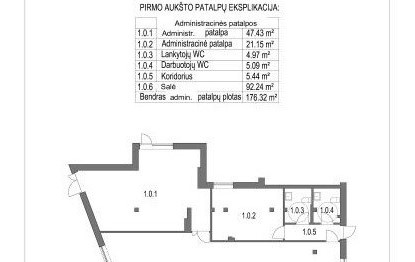 PIRMO AUKŠTO PATALPŲ EKSPLIKACIJA:
Administracinės patalpos
1.0.1 Administr. patalpa 47.43 m²
1.0.2 Administracinė patalpa 21.15 m²
1.0.3 Lankytojų WC 4.97 m²
1.0.4 Darbuotojų WC 5.09 m²
1.0.5 Koridorius 5.44 m²
1.0.6 Salė 92.24 m²
Bendras admin. patalpų plotas 176.32 m²
1.0.1
1.0.2
1.0.3
1.0.4
1.0.5